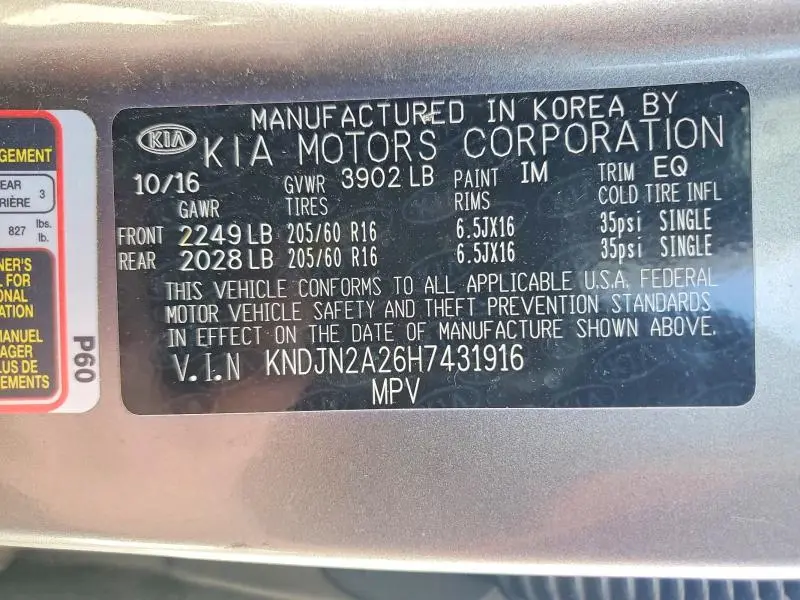 MANUFACTURED IN KOREA BY
KIA KIA MOTORS CORPORATION
10/16 GVWR 3902 LB PAINT IM TRIM EQ
GAWR TIRES RIMS COLD TIRE INFL
FRONT 2249 LB 205/60 R16 6.5JX16 35psi SINGLE
REAR 2028 LB 205/60 R16 6.5JX16 35psi SINGLE
THIS VEHICLE CONFORMS TO ALL APPLICABLE U.S.A. FEDERAL
MOTOR VEHICLE SAFETY AND THEFT PREVENTION STANDARDS
IN EFFECT ON THE DATE OF MANUFACTURE SHOWN ABOVE.
V.I.N KNDJN2A26H7431916
MPV
GEMENT
EAR
RIÈRE 3
827 lbs.
lb.
NER'S
L FOR
ONAL
ATION
MANUEL
AGER
LUS DE
EMENTS
P60